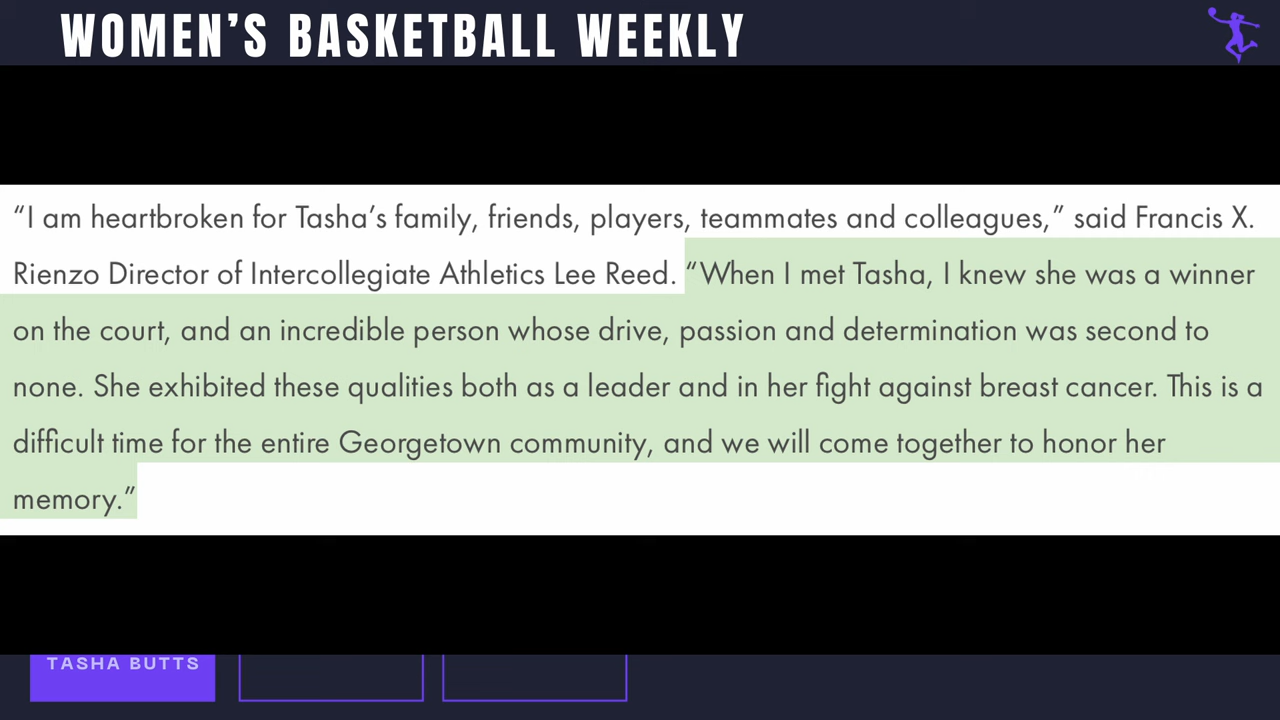 WOMEN’S BASKETBALL WEEKLY
“I am heartbroken for Tasha’s family, friends, players, teammates and colleagues,” said Francis X.
Rienzo Director of Intercollegiate Athletics Lee Reed. “When I met Tasha, I knew she was a winner
on the court, and an incredible person whose drive, passion and determination was second to
none. She exhibited these qualities both as a leader and in her fight against breast cancer. This is a
difficult time for the entire Georgetown community, and we will come together to honor her
memory.”
TASHA BUTTS